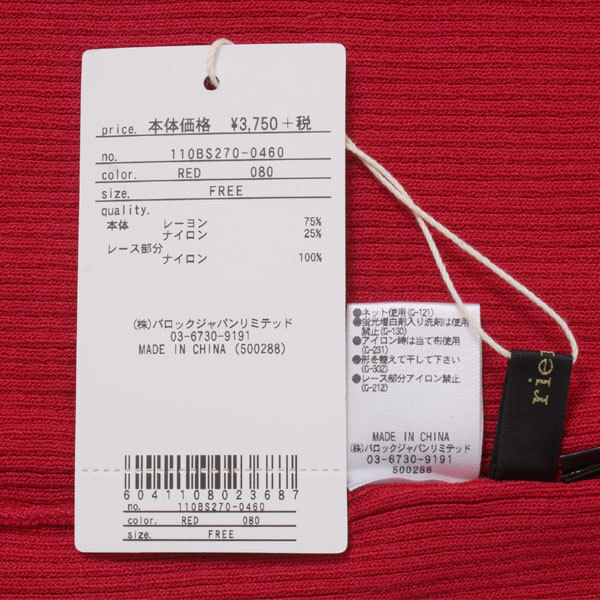 price. 本体価格 ¥3,750+税
no. 110BS270-0460
color. RED 080
size. FREE
quality.
本体 レーヨン 75%
ナイロン 25%
レース部分
ナイロン 100%
(株)バロックジャパンリミテッド
03-6730-9191
MADE IN CHINA (500288)
6041108023687
no. 110BS270-0460
color. RED 080
size. FREE
●ネット使用(G-121)
●蛍光増白剤入り洗剤は使用
禁止(G-130)
●アイロン時は当て布使用
(G-231)
●形を整えて干して下さい
(G-302)
●レース部分アイロン禁止
(G-212)
MADE IN CHINA
(株)バロックジャパンリミテッド
03-6730-9191
500288
rie